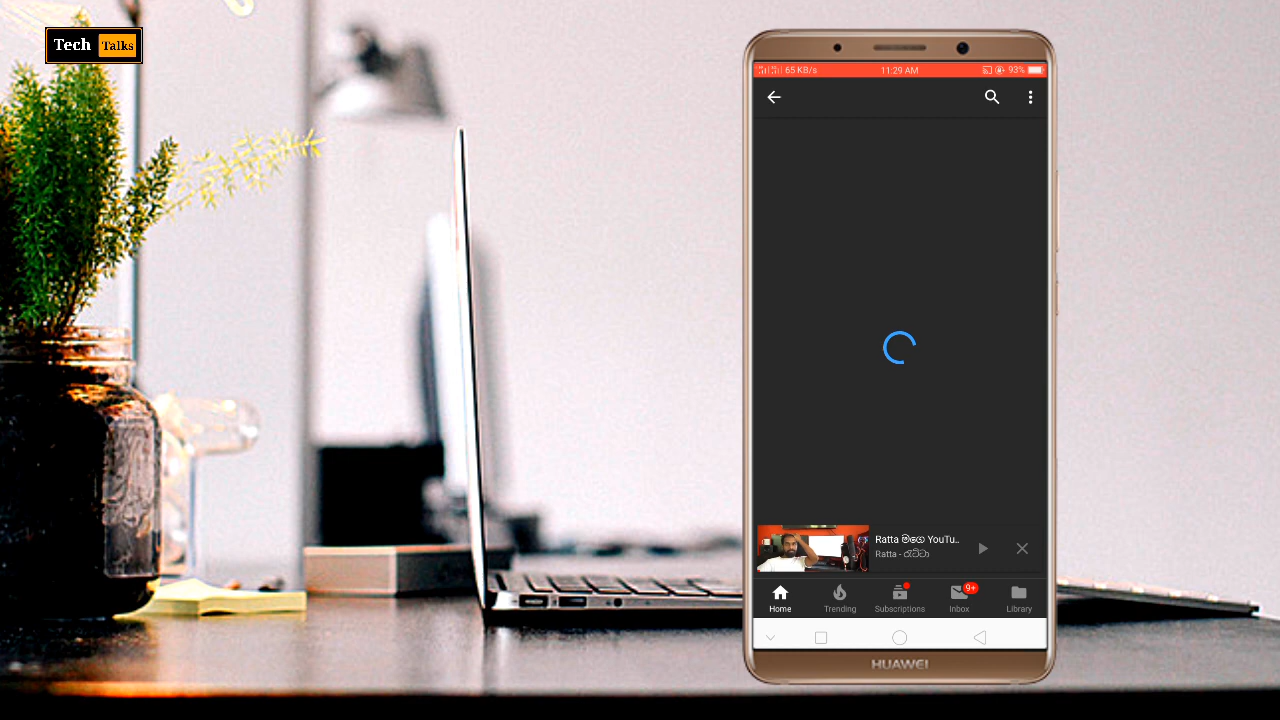 Tech Talks
65 KB/s
11:29 AM
93%
Ratta මගෙ YouTu..
Ratta - රැට්ටා
Home
Trending
Subscriptions
9+
Inbox
Library
HUAWEI